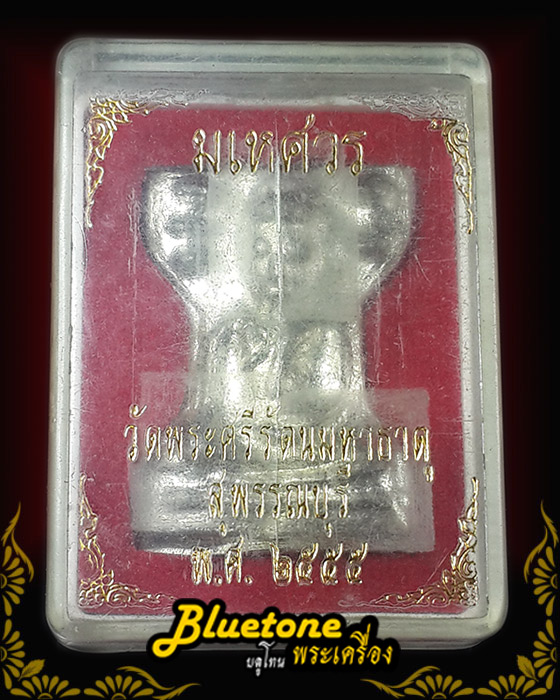 มเหศวร
วัดพระศรีรัตนมหาธาตุ
สุพรรณบุรี
พ.ศ. ๒๕๕๕
Bluetone
บลูโทน พระเครื่อง